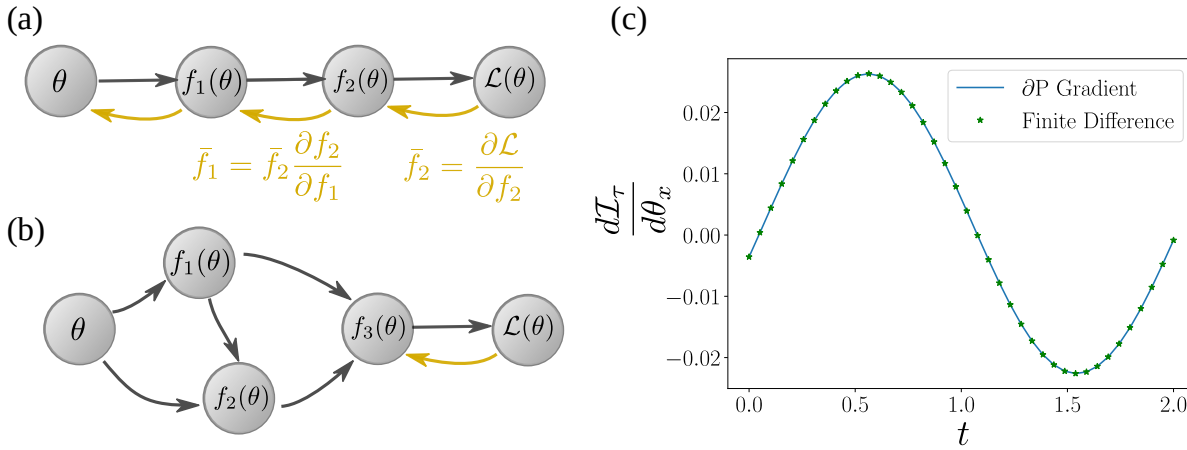 (a)
θ
f₁(θ)
f₂(θ)
ℒ(θ)
f̄₁ = f̄₂ ∂f₂/∂f₁
f̄₂ = ∂ℒ/∂f₂
(b)
θ
f₁(θ)
f₂(θ)
f₃(θ)
ℒ(θ)
(c)
∂P Gradient
Finite Difference
dℐ_τ/dθₓ
0.02
0.01
0.00
−0.01
−0.02
0.0 0.5 1.0 1.5 2.0
t